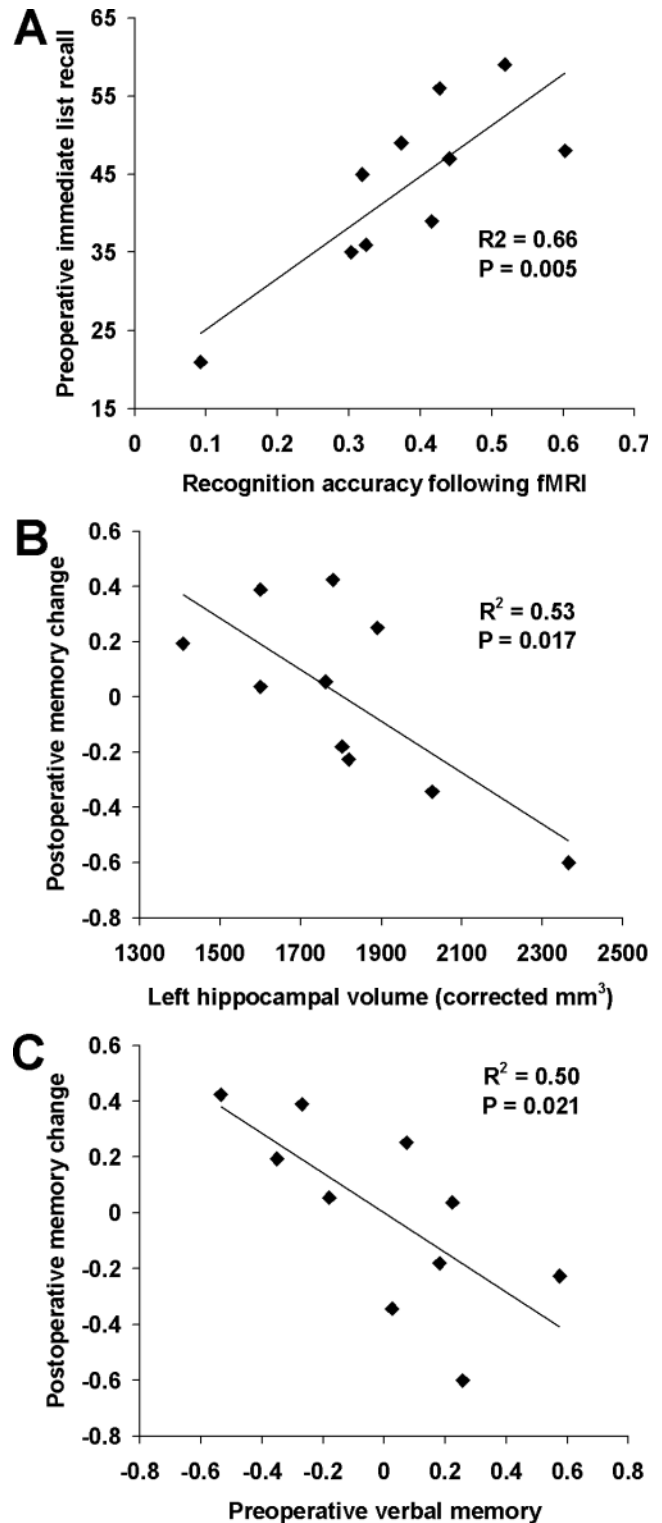 A
Preoperative immediate list recall
55
45
35
25
15
R2 = 0.66
P = 0.005
0 0.1 0.2 0.3 0.4 0.5 0.6 0.7
Recognition accuracy following fMRI
B
Postoperative memory change
0.6
0.4
0.2
0
-0.2
-0.4
-0.6
-0.8
R² = 0.53
P = 0.017
1300 1500 1700 1900 2100 2300 2500
Left hippocampal volume (corrected mm³)
C
Postoperative memory change
0.6
0.4
0.2
0
-0.2
-0.4
-0.6
-0.8
R² = 0.50
P = 0.021
-0.8 -0.6 -0.4 -0.2 0 0.2 0.4 0.6 0.8
Preoperative verbal memory